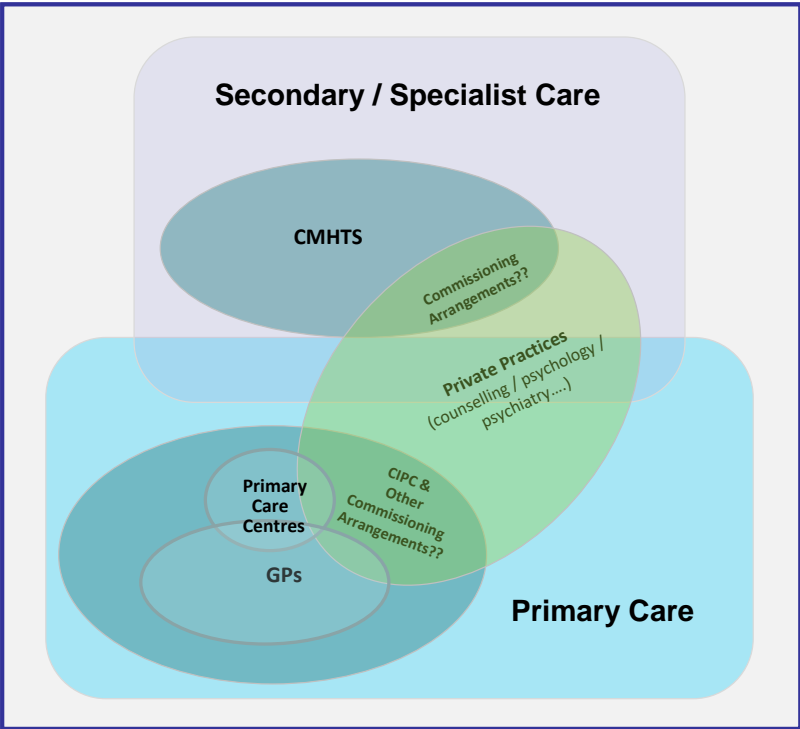 Secondary / Specialist Care
CMHTS
Commissioning
Arrangements??
Private Practices
(counselling / psychology /
psychiatry....)
CIPC &
Other
Commissioning
Arrangements??
Primary
Care
Centres
GPs
Primary Care